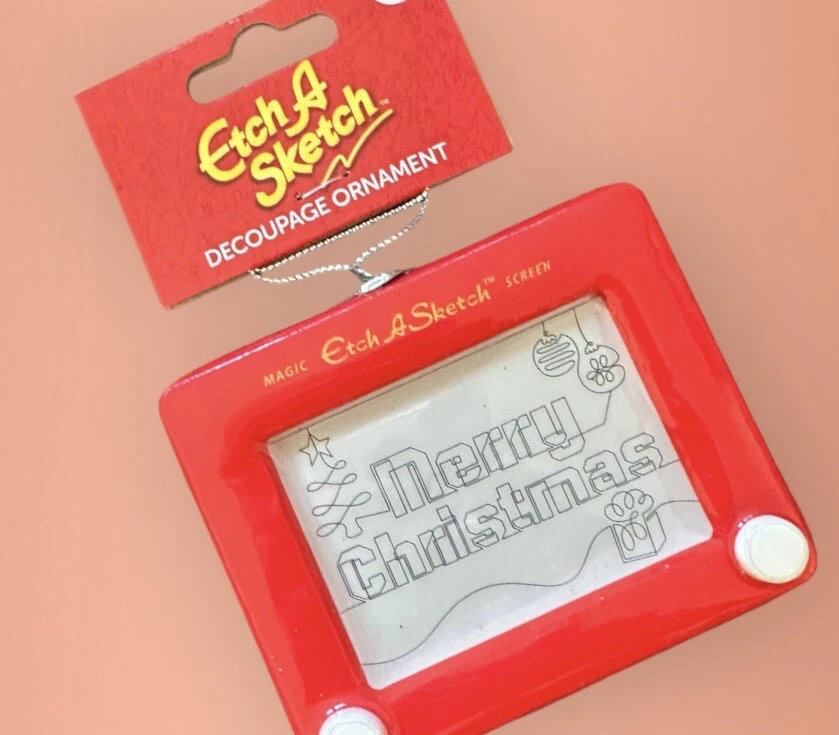 Etch A
Sketch™
DECOUPAGE ORNAMENT
MAGIC Etch A Sketch™ SCREEN
Merry
Christmas